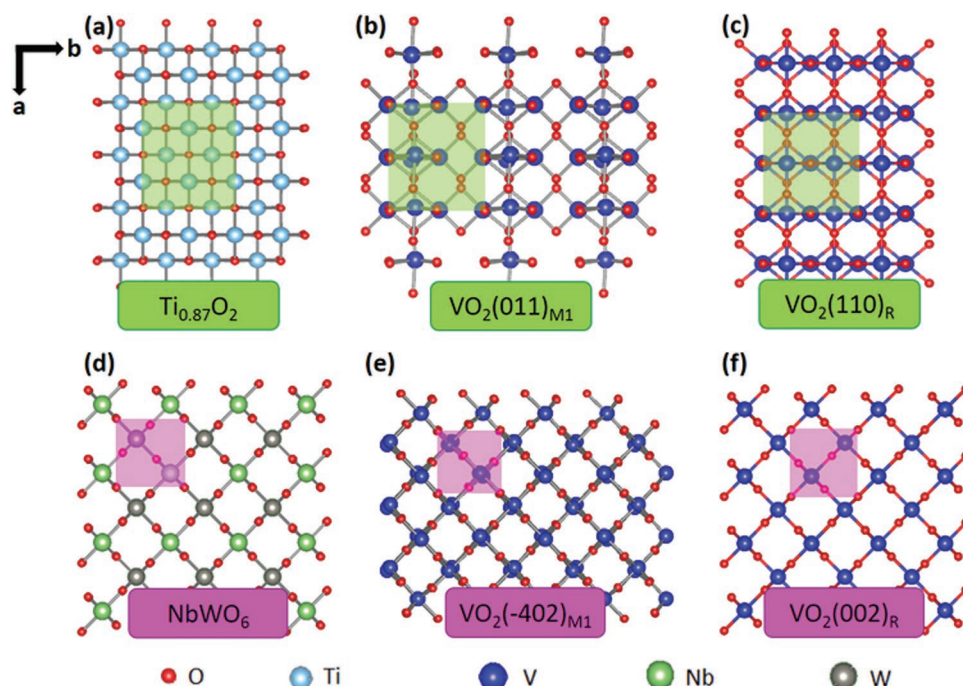 (a)
b
a
Ti₀.₈₇O₂
(b)
VO₂(011)M1
(c)
VO₂(110)R
(d)
NbWO₆
(e)
VO₂(-402)M1
(f)
VO₂(002)R
O Ti V Nb W